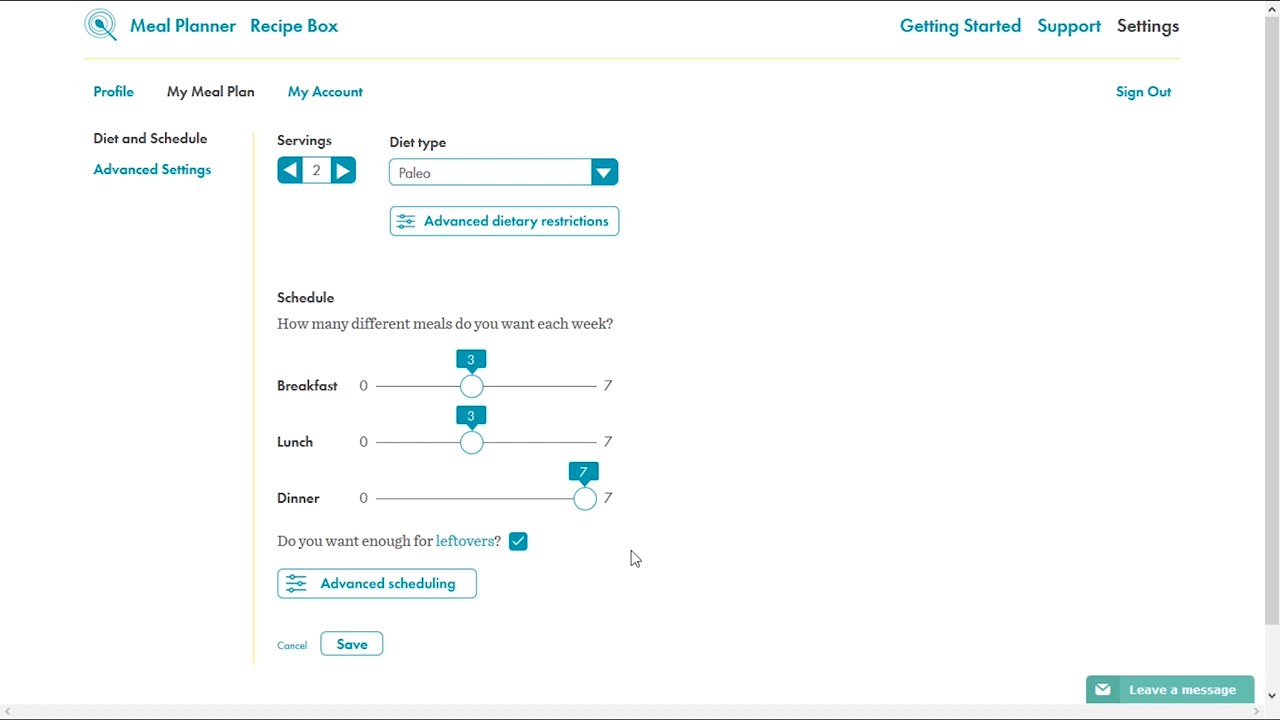 Meal Planner Recipe Box Getting Started Support Settings
Profile My Meal Plan My Account Sign Out
Diet and Schedule
Advanced Settings
Servings Diet type
2 Paleo
Advanced dietary restrictions
Schedule
How many different meals do you want each week?
3
Breakfast 0 7
3
Lunch 0 7
7
Dinner 0 7
Do you want enough for leftovers?
Advanced scheduling
Cancel Save
Leave a message